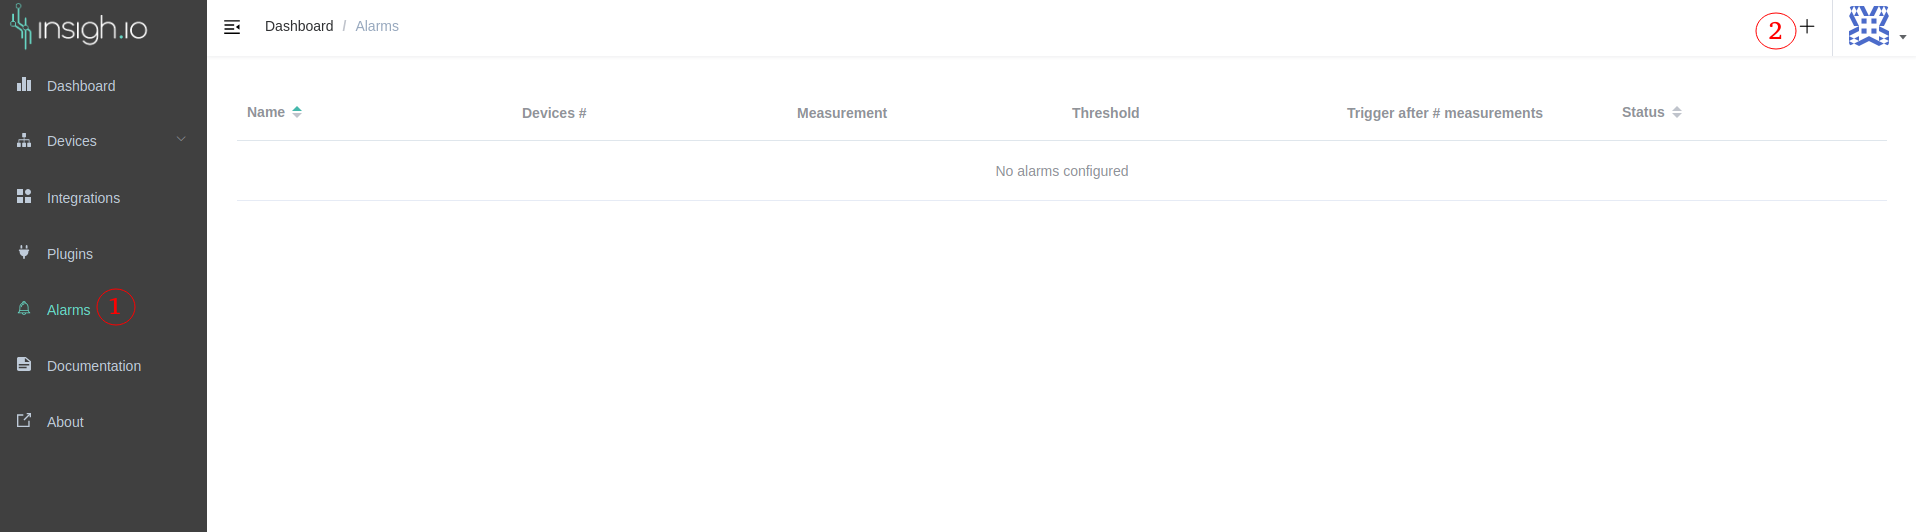 insigh.io
Dashboard / Alarms
2
Dashboard
Devices
Integrations
Plugins
Alarms 1
Documentation
About
Name Devices # Measurement Threshold Trigger after # measurements Status
No alarms configured